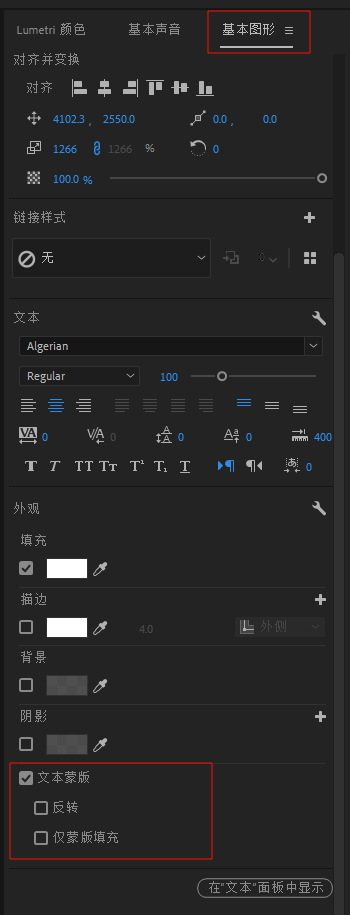 Lumetri 颜色 基本声音 基本图形
对齐并变换
对齐
4102.3 , 2550.0 0.0 , 0.0
1266 1266 % 0
100.0 %
链接样式
无
文本
Algerian
Regular 100
VA 0 V/A 0 0 Aa 0 400
T T TT Tt T¹ T₁ T ¶ ¶ あ 0
外观
填充
描边
4.0 外侧
背景
阴影
文本蒙版
反转
仅蒙版填充
在"文本"面板中显示